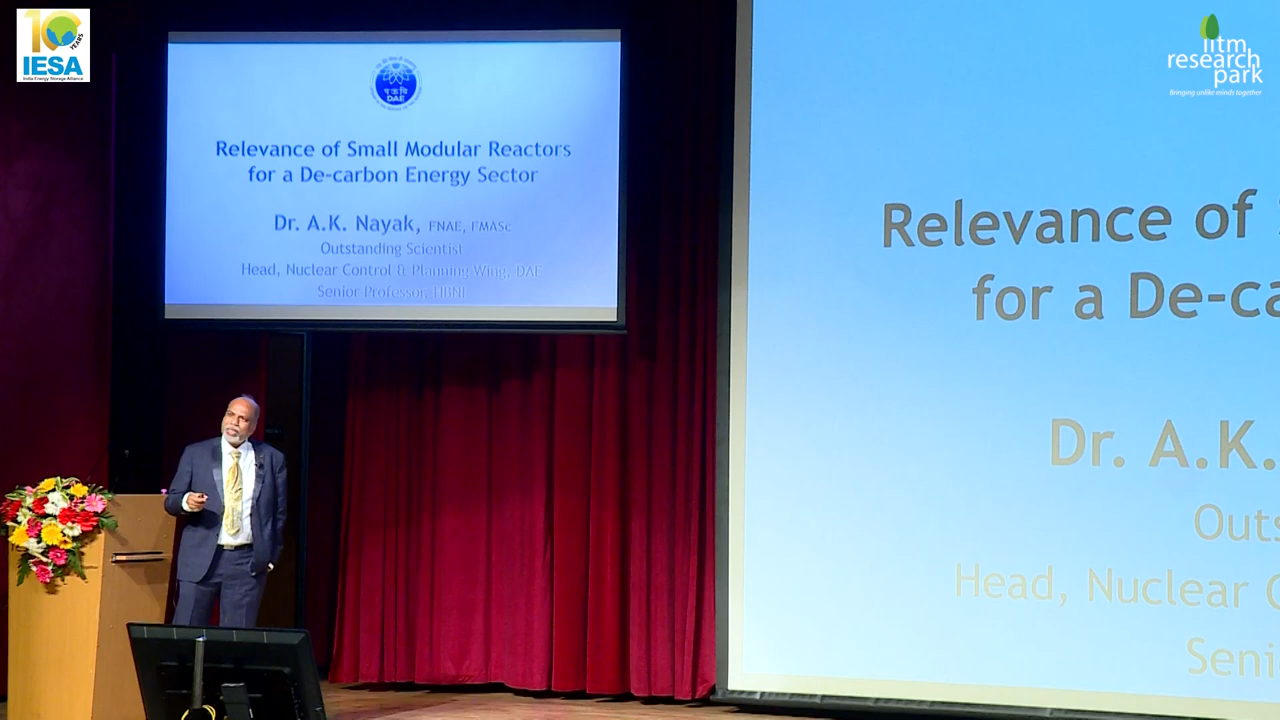 10 YEARS
IESA
India Energy Storage Alliance
iitm
research
park
Bringing unlike minds together
DAE
Relevance of Small Modular Reactors
for a De-carbon Energy Sector
Dr. A.K. Nayak, FNAE, FMASc
Outstanding Scientist
Head, Nuclear Control & Planning Wing, DAE
Senior Professor, HBNI
Relevance of
for a De-ca
Dr. A.K.
Outs
Head, Nuclear
Seni